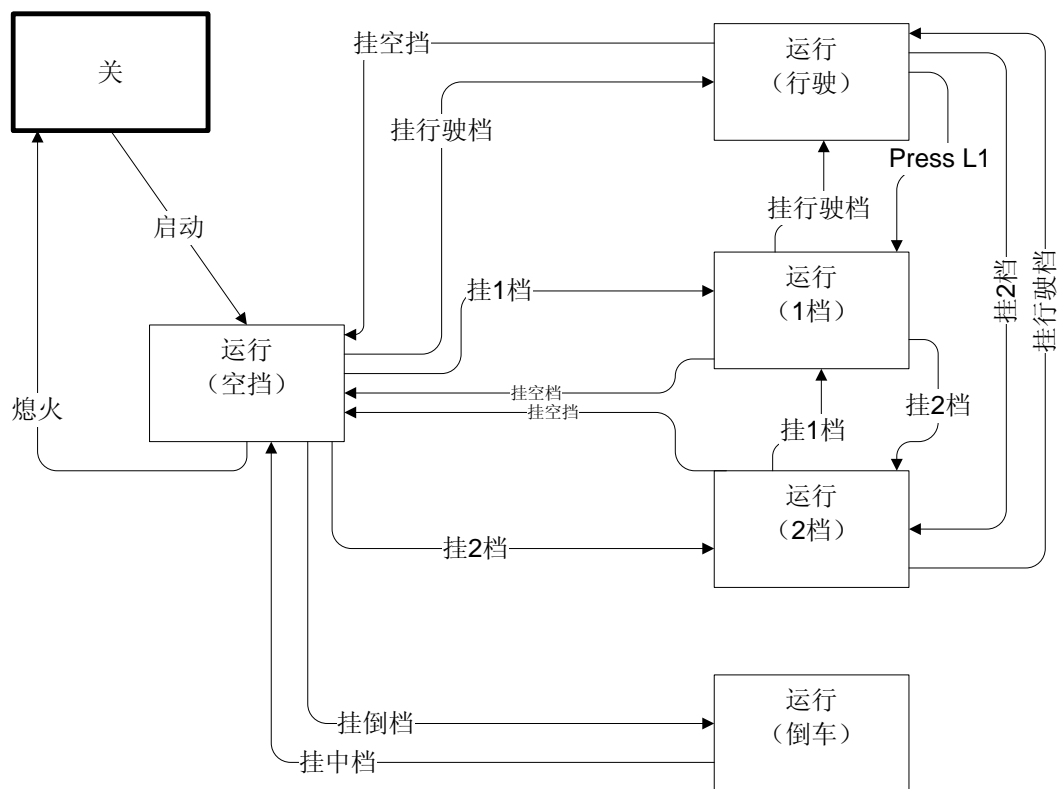 关
挂空挡
运行
（行驶）
挂行驶档
Press L1
挂行驶档
启动
挂1档
运行
（1档）
挂2档
挂行驶档
运行
（空挡）
挂空档
挂空挡
熄火
挂2档
挂1档
运行
（2档）
挂2档
运行
（倒车）
挂倒档
挂中档